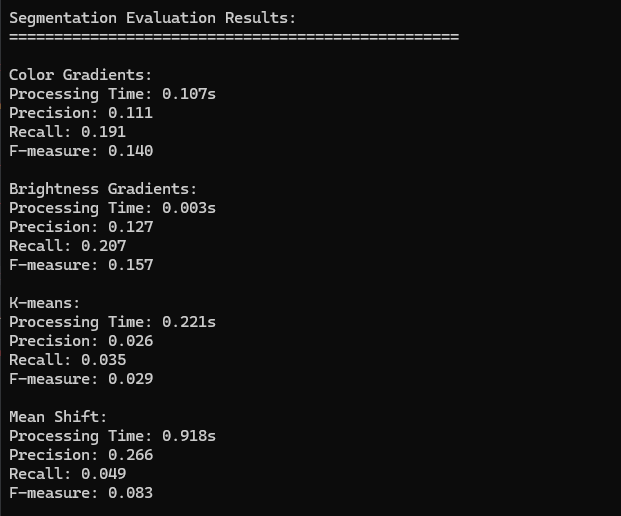 Segmentation Evaluation Results:
==================================================
Color Gradients:
Processing Time: 0.107s
Precision: 0.111
Recall: 0.191
F-measure: 0.140
Brightness Gradients:
Processing Time: 0.003s
Precision: 0.127
Recall: 0.207
F-measure: 0.157
K-means:
Processing Time: 0.221s
Precision: 0.026
Recall: 0.035
F-measure: 0.029
Mean Shift:
Processing Time: 0.918s
Precision: 0.266
Recall: 0.049
F-measure: 0.083